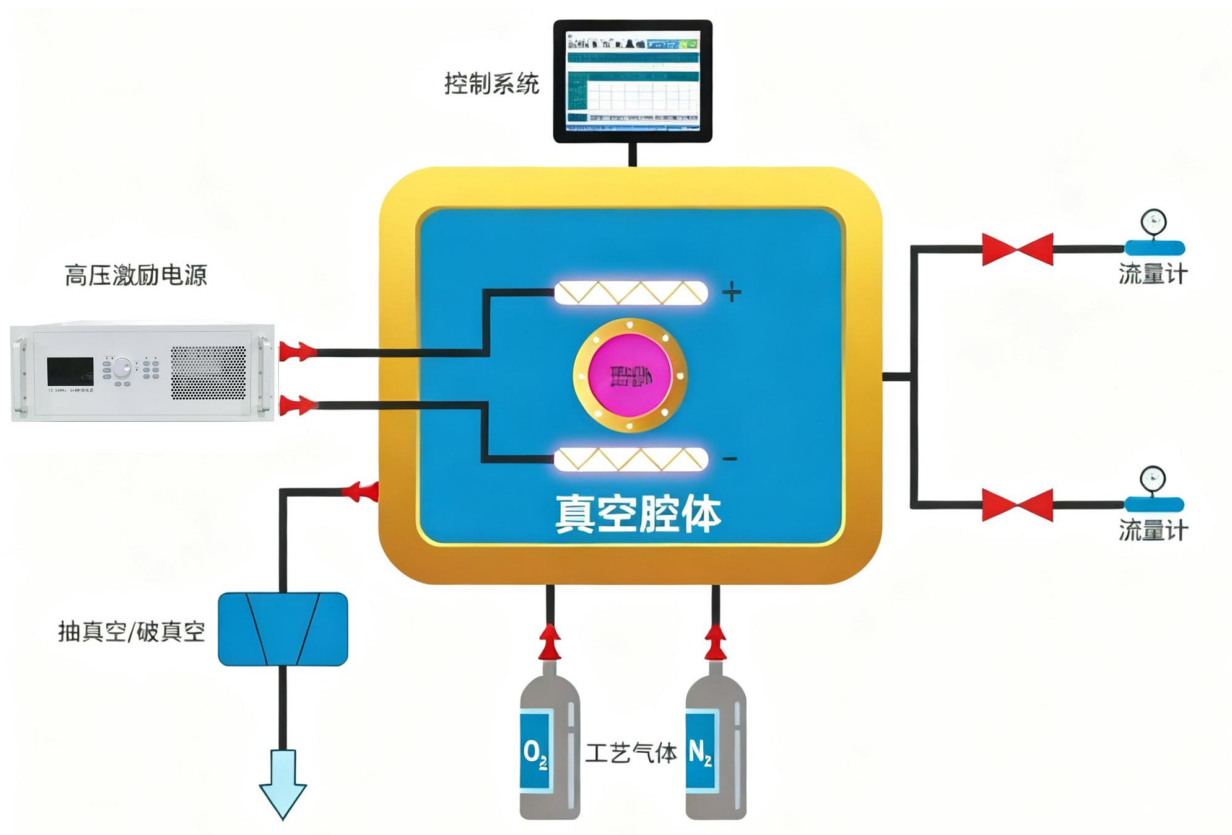 控制系统
高压激励电源
+
流量计
-
真空腔体
流量计
抽真空/破真空
O₂
工艺气体
N₂